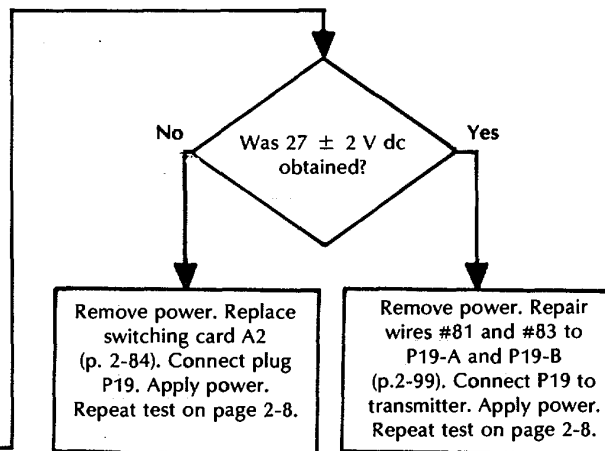 Was 27 ± 2 V dc
obtained?
No
Yes
Remove power. Replace
switching card A2
(p. 2-84). Connect plug
P19. Apply power.
Repeat test on page 2-8.
Remove power. Repair
wires #81 and #83 to
P19-A and P19-B
(p.2-99). Connect P19 to
transmitter. Apply power.
Repeat test on page 2-8.